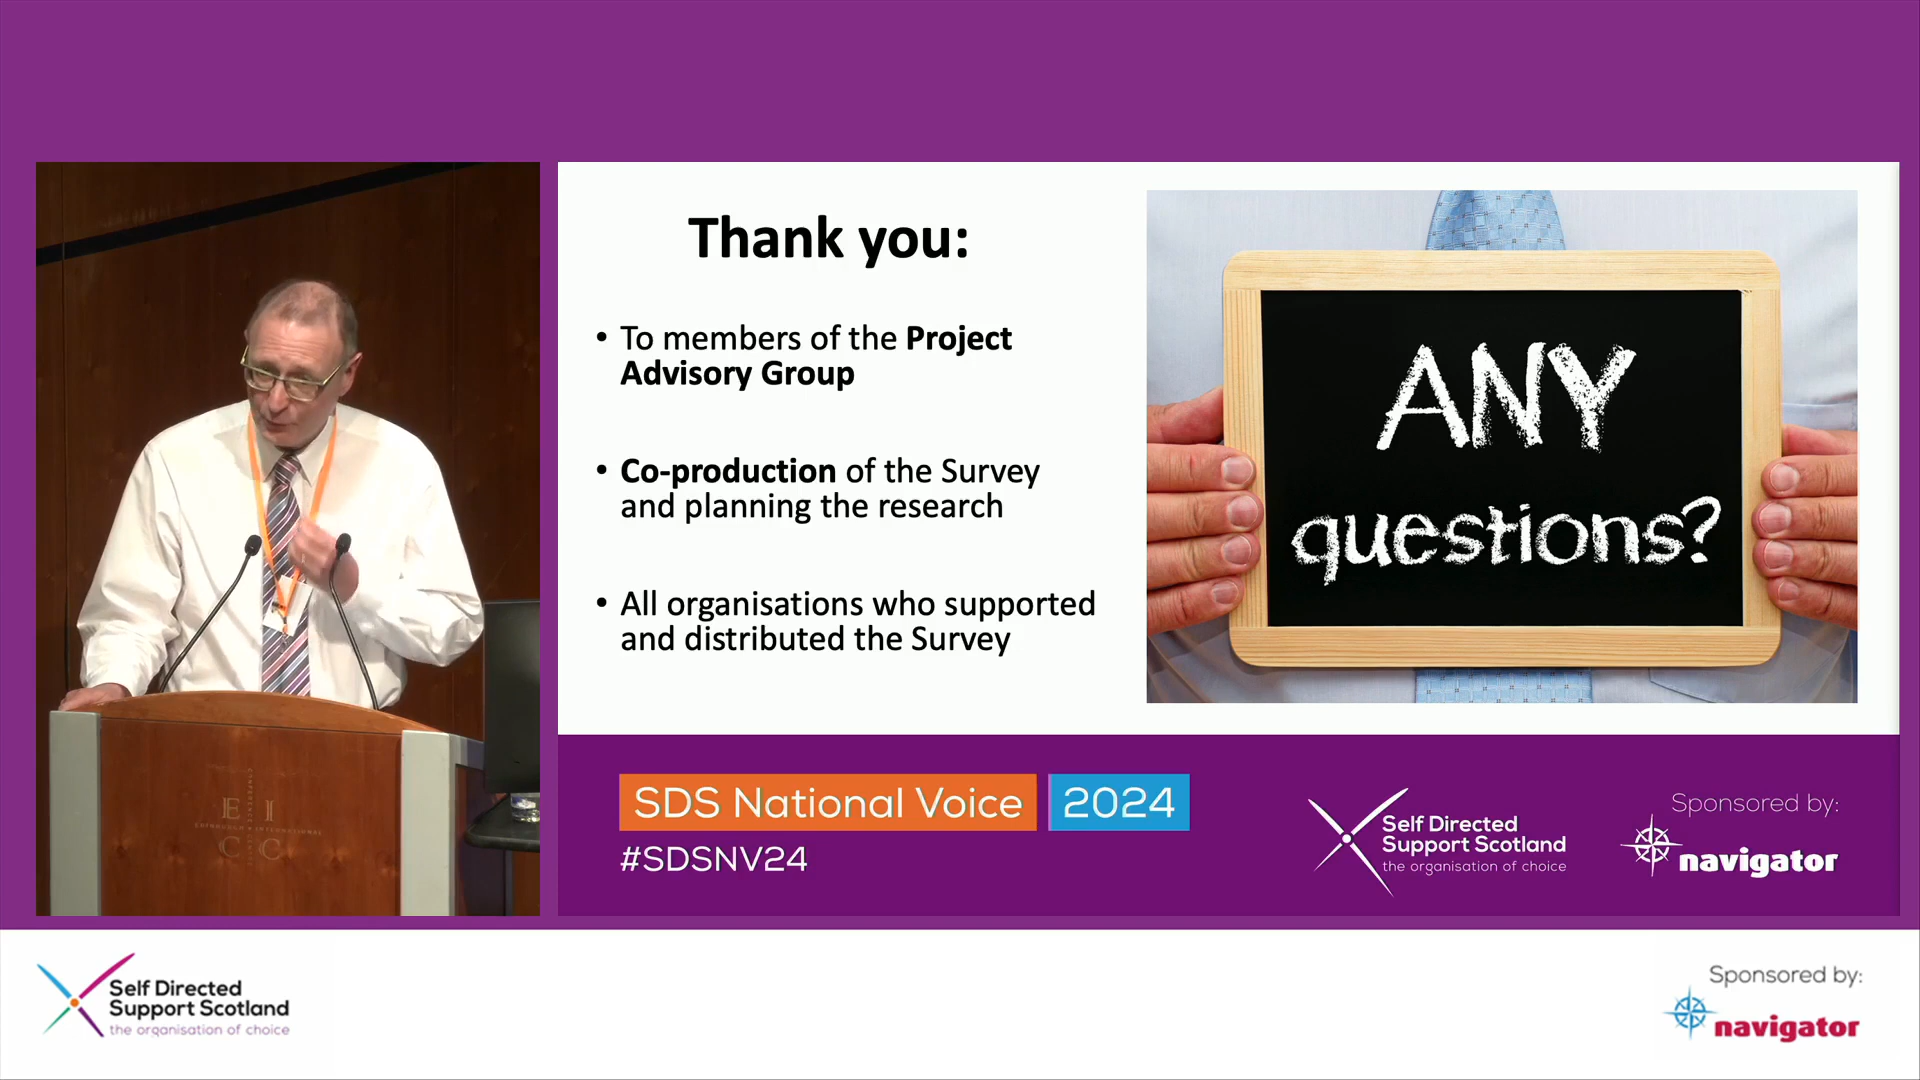 Thank you:
• To members of the Project
Advisory Group
• Co-production of the Survey
and planning the research
• All organisations who supported
and distributed the Survey
ANY
questions?
SDS National Voice 2024
#SDSNV24
Self Directed
Support Scotland
the organisation of choice
Sponsored by:
navigator
E I
EDINBURGH INTERNATIONAL
C C
Self Directed
Support Scotland
the organisation of choice
Sponsored by:
navigator